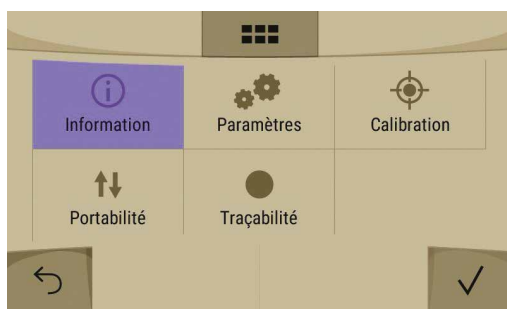 Information
Paramètres
Calibration
Portabilité
Traçabilité